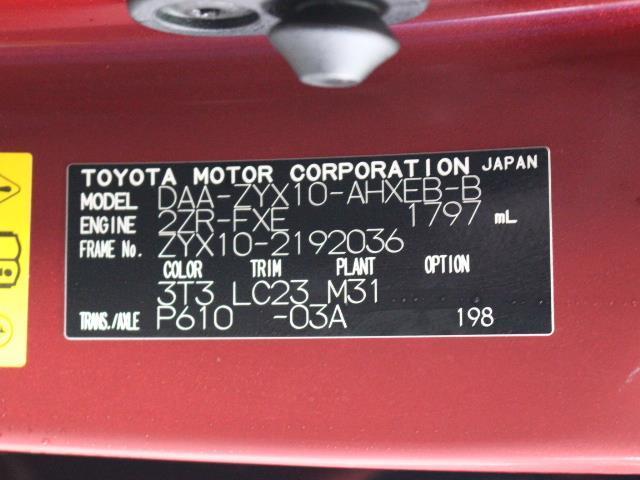 TOYOTA MOTOR CORPORATION JAPAN
MODEL DAA-ZYX10-AHXEB-B
ENGINE 2ZR-FXE 1797 mL
FRAME No. ZYX10-2192036
COLOR TRIM PLANT OPTION
3T3 LC23 M31
TRANS./AXLE P610 -03A 198